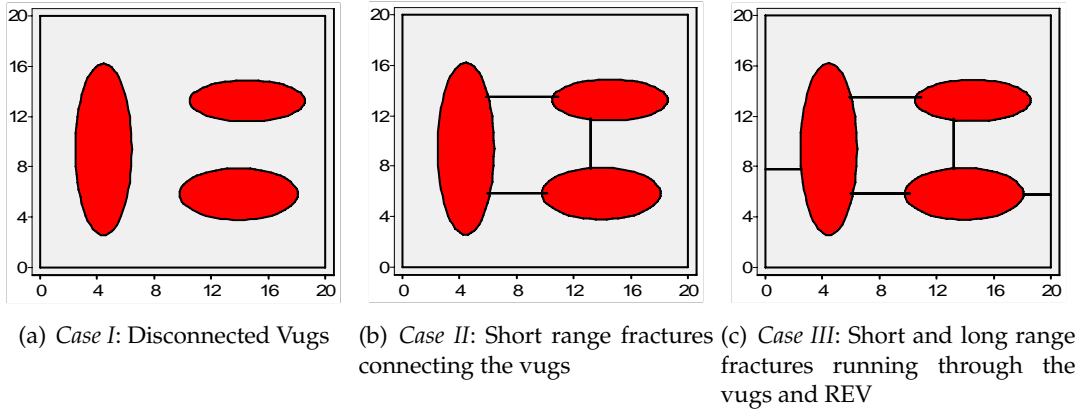 20
16
12
8
4
0
0 4 8 12 16 20
20
16
12
8
4
0
0 4 8 12 16 20
20
16
12
8
4
0
0 4 8 12 16 20
(a) Case I: Disconnected Vugs
(b) Case II: Short range fractures
connecting the vugs
(c) Case III: Short and long range
fractures running through the
vugs and REV